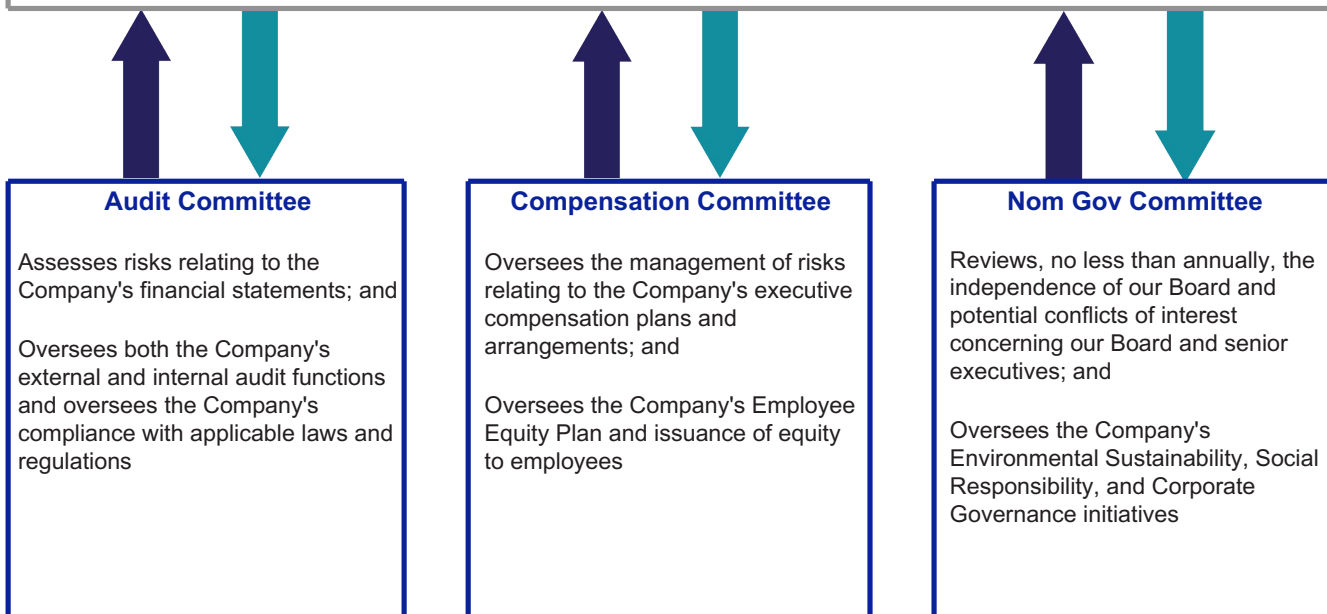 Audit Committee
Assesses risks relating to the
Company's financial statements; and
Oversees both the Company's
external and internal audit functions
and oversees the Company's
compliance with applicable laws and
regulations
Compensation Committee
Oversees the management of risks
relating to the Company's executive
compensation plans and
arrangements; and
Oversees the Company's Employee
Equity Plan and issuance of equity
to employees
Nom Gov Committee
Reviews, no less than annually, the
independence of our Board and
potential conflicts of interest
concerning our Board and senior
executives; and
Oversees the Company's
Environmental Sustainability, Social
Responsibility, and Corporate
Governance initiatives